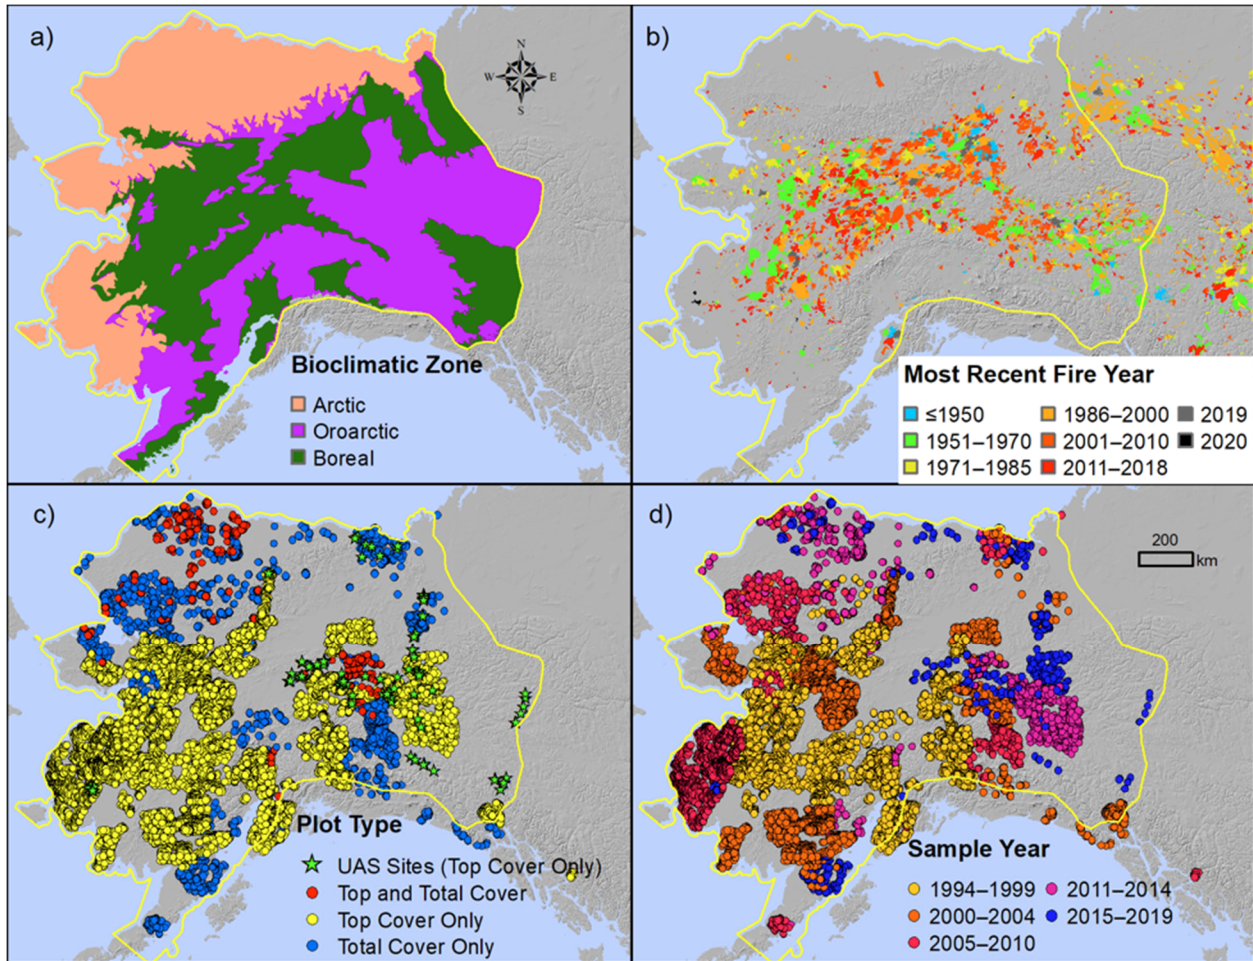 a)
N
W E
S
Bioclimatic Zone
Arctic
Oroarctic
Boreal
b)
Most Recent Fire Year
≤1950
1951–1970
1971–1985
1986–2000
2001–2010
2011–2018
2019
2020
c)
Plot Type
UAS Sites (Top Cover Only)
Top and Total Cover
Top Cover Only
Total Cover Only
d)
200
km
Sample Year
1994–1999
2000–2004
2005–2010
2011–2014
2015–2019